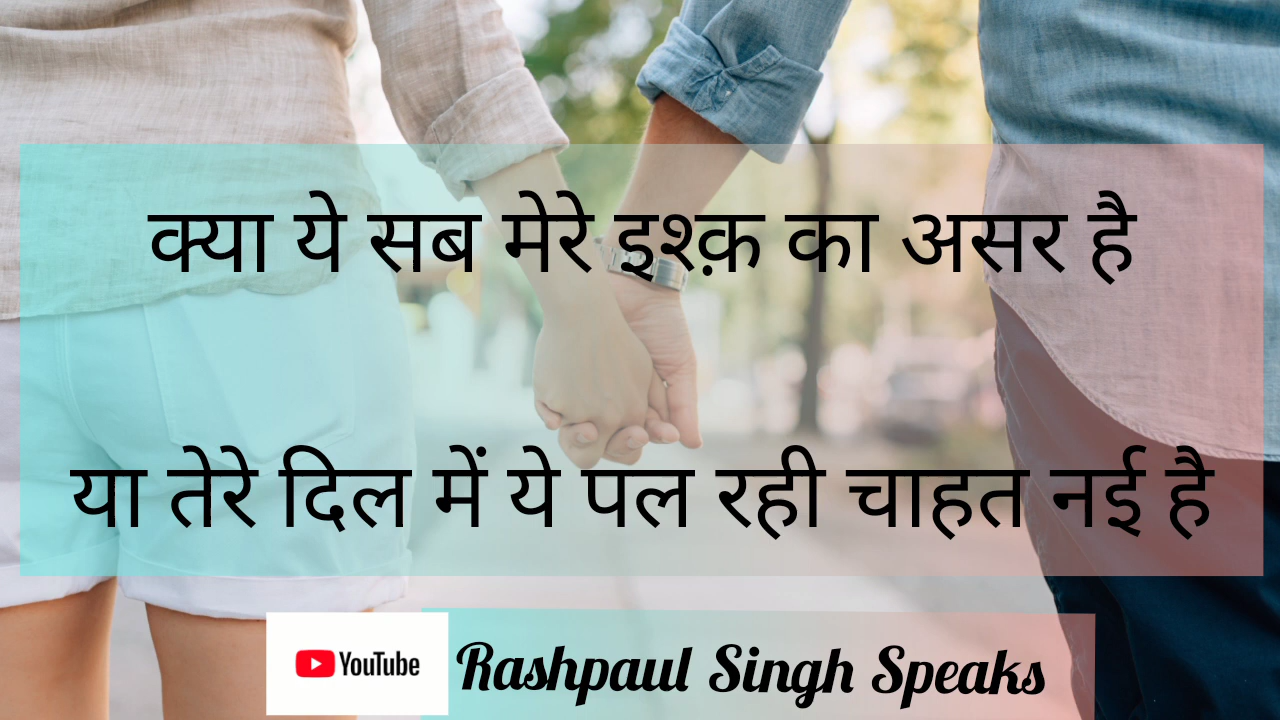 क्या ये सब मेरे इश्क़ का असर है
या तेरे दिल में ये पल रही चाहत नई है
YouTube Rashpaul Singh Speaks